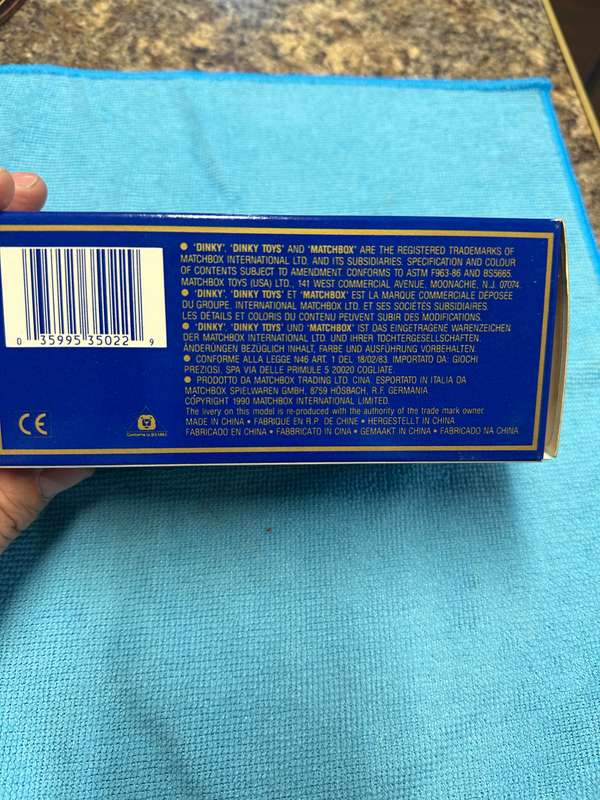 ● 'DINKY', 'DINKY TOYS' AND 'MATCHBOX' ARE THE REGISTERED TRADEMARKS OF
MATCHBOX INTERNATIONAL LTD. AND ITS SUBSIDIARIES. SPECIFICATION AND COLOUR
OF CONTENTS SUBJECT TO AMENDMENT. CONFORMS TO ASTM F963-86 AND BS5665.
MATCHBOX TOYS (USA) LTD., 141 WEST COMMERCIAL AVENUE, MOONACHIE, N.J. 07074.
● 'DINKY', 'DINKY TOYS' ET 'MATCHBOX' EST LA MARQUE COMMERCIALE DEPOSEE
DU GROUPE. INTERNATIONAL MATCHBOX LTD. ET SES SOCIÉTÉS SUBSIDIAIRES.
LES DÉTAILS ET COLORIS DU CONTENU PEUVENT SUBIR DES MODIFICATIONS.
● 'DINKY', 'DINKY TOYS' UND 'MATCHBOX' IST DAS EINGETRAGENE WARENZEICHEN
DER MATCHBOX INTERNATIONAL LTD. UND IHRER TOCHTERGESELLSCHAFTEN.
ÄNDERUNGEN BEZÜGLICH INHALT, FARBE UND AUSFÜHRUNG VORBEHALTEN.
● CONFORME ALLA LEGGE N46 ART. 1 DEL 18/02/83. IMPORTATO DA: GIOCHI
PREZIOSI. SPA VIA DELLE PRIMULE 5 20020 COGLIATE.
● PRODOTTO DA MATCHBOX TRADING LTD. CINA. ESPORTATO IN ITALIA DA
MATCHBOX SPIELWAREN GMBH, 8759 HÖSBACH, R.F. GERMANIA
COPYRIGHT 1990 MATCHBOX INTERNATIONAL LIMITED.
The livery on this model is re-produced with the authority of the trade mark owner.
MADE IN CHINA • FABRIQUE EN R.P. DE CHINE • HERGESTELLT IN CHINA
FABRICADO EN CHINA • FABBRICATO IN CINA • GEMAAKT IN CHINA • FABRICADO NA CHINA
0 35995 35022 9
CE